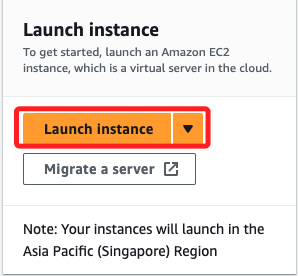 Launch instance
To get started, launch an Amazon EC2
instance, which is a virtual server in the cloud.
Launch instance
Migrate a server
Note: Your instances will launch in the
Asia Pacific (Singapore) Region